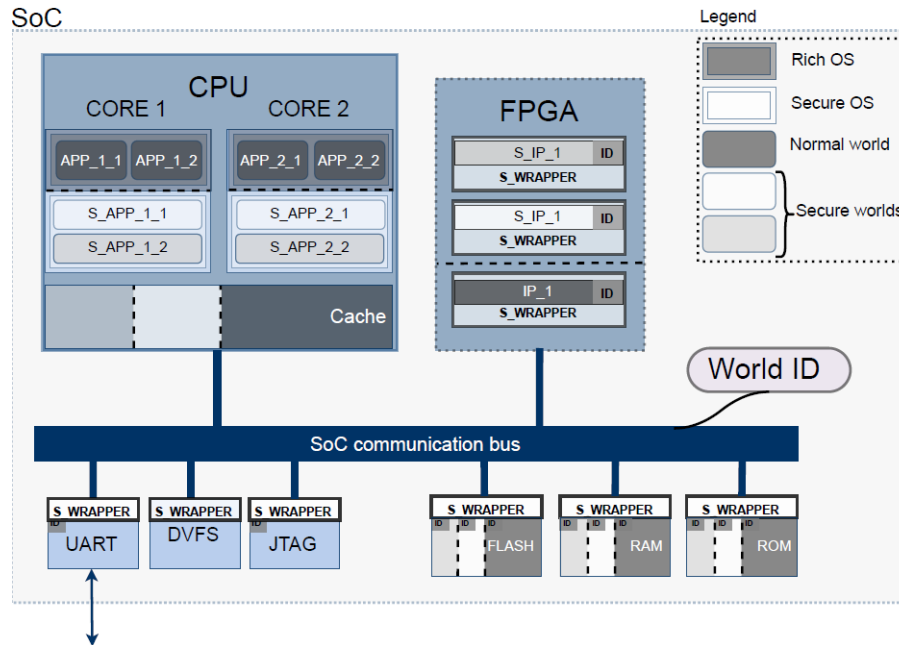 SoC
Legend
Rich OS
Secure OS
Normal world
Secure worlds
CPU
CORE 1
CORE 2
APP_1_1
APP_1_2
APP_2_1
APP_2_2
S_APP_1_1
S_APP_1_2
S_APP_2_1
S_APP_2_2
Cache
FPGA
S_IP_1 ID
S_WRAPPER
S_IP_1 ID
S_WRAPPER
IP_1 ID
S_WRAPPER
World ID
SoC communication bus
S_WRAPPER
ID
UART
S_WRAPPER
DVFS
S_WRAPPER
ID
JTAG
S_WRAPPER
ID ID ID
FLASH
S_WRAPPER
ID ID ID
RAM
S_WRAPPER
ID ID ID
ROM